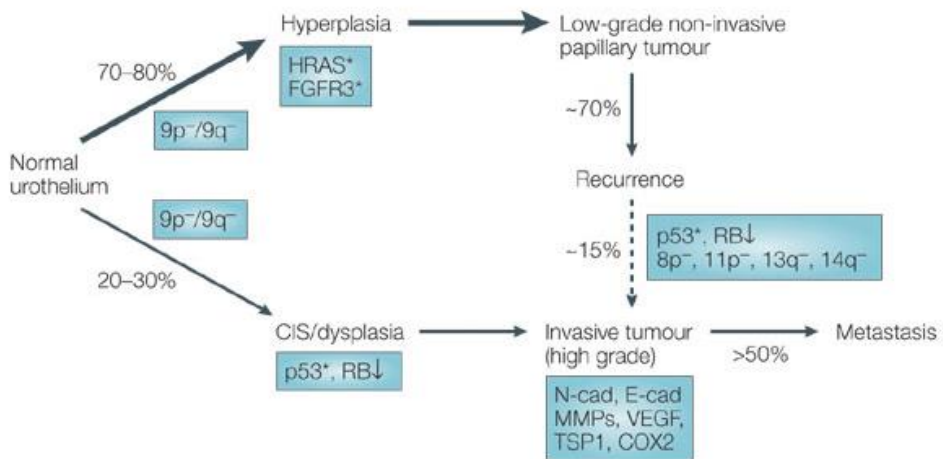 Hyperplasia
Low-grade non-invasive
papillary tumour
HRAS*
FGFR3*
70–80%
9p⁻/9q⁻
~70%
Normal
urothelium
Recurrence
9p⁻/9q⁻
20–30%
~15%
p53*, RB↓
8p⁻, 11p⁻, 13q⁻, 14q⁻
CIS/dysplasia
p53*, RB↓
Invasive tumour
(high grade)
>50%
Metastasis
N-cad, E-cad
MMPs, VEGF,
TSP1, COX2